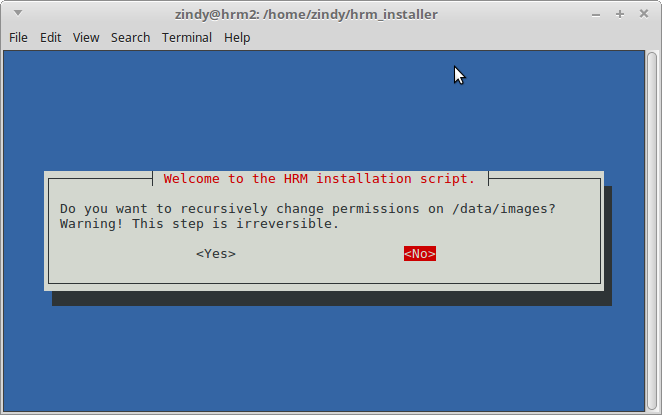 zindy@hrm2: /home/zindy/hrm_installer
File Edit View Search Terminal Help
Welcome to the HRM installation script.
Do you want to recursively change permissions on /data/images?
Warning! This step is irreversible.
<Yes> <No>